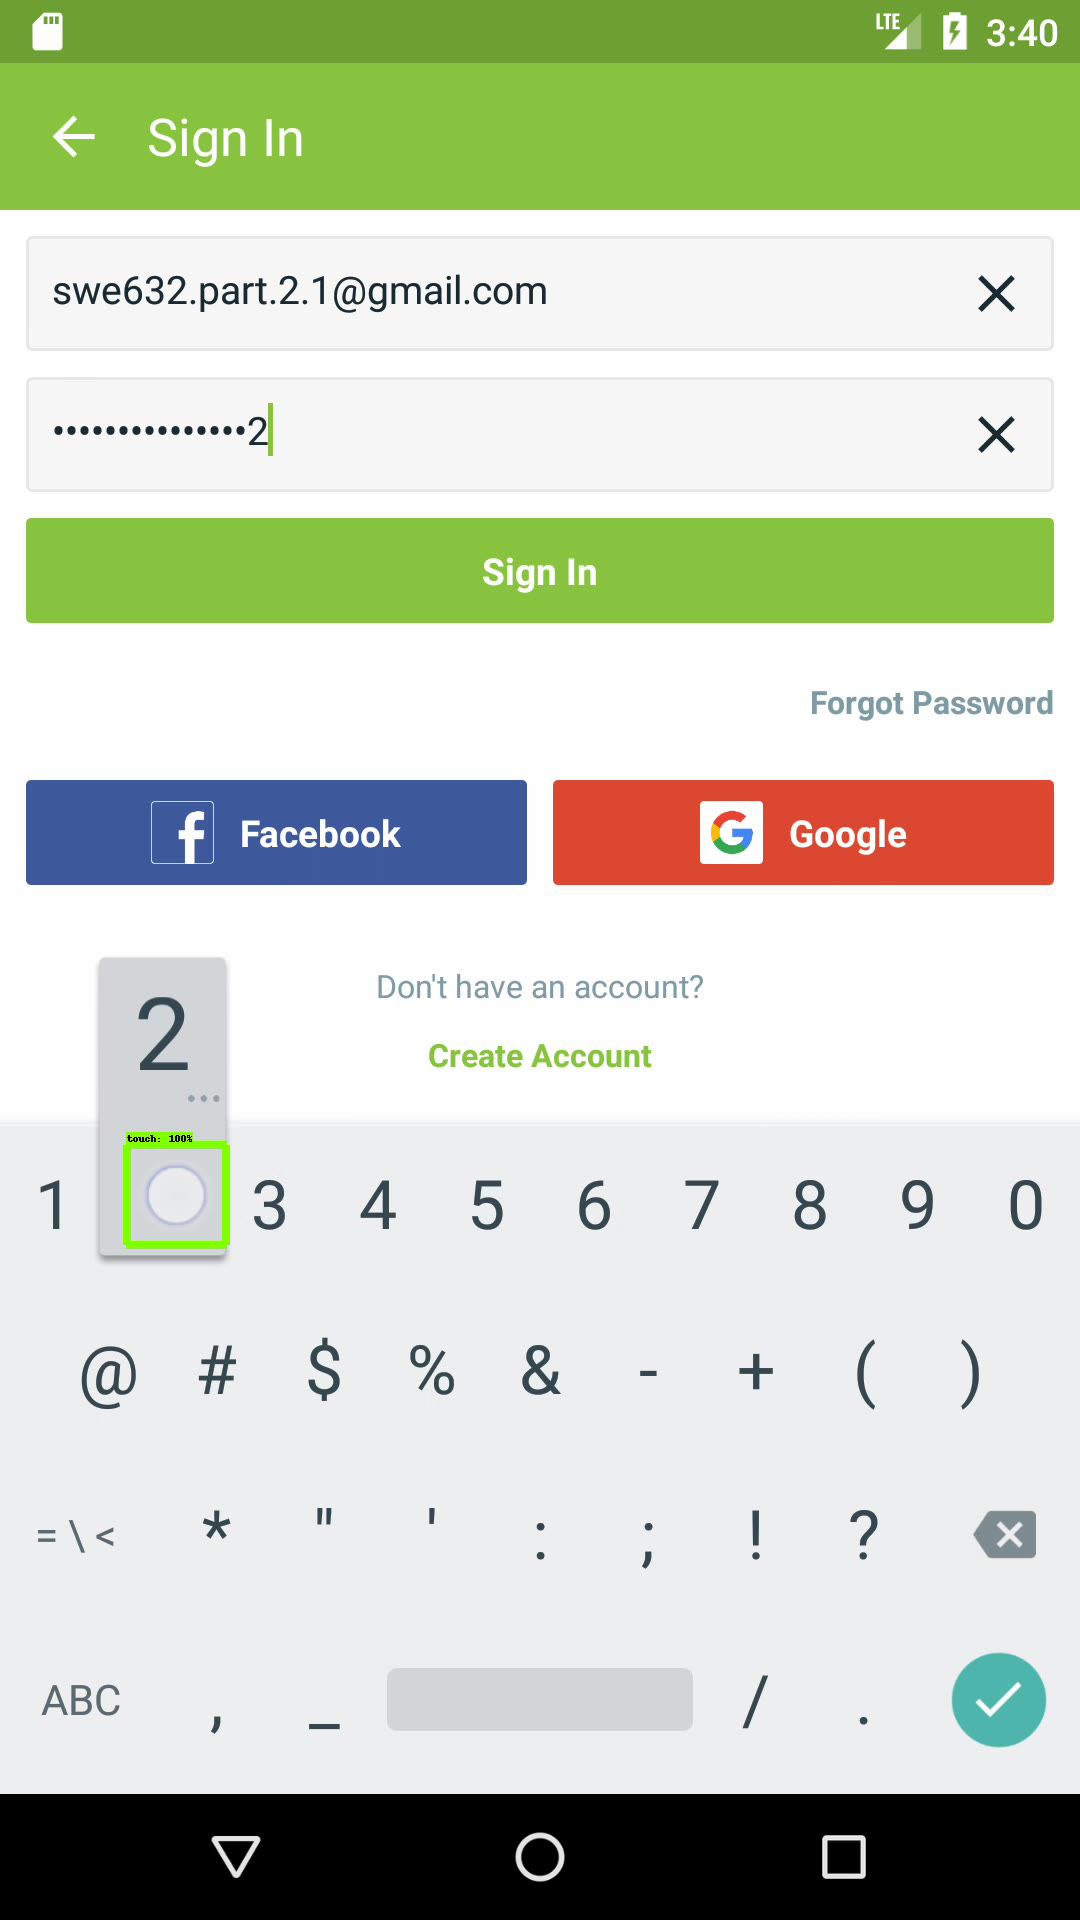 LTE 3:40
Sign In
swe632.part.2.1@gmail.com
•••••••••••••••2
Sign In
Forgot Password
Facebook
Google
Don't have an account?
Create Account
2
...
touch: 100%
1 3 4 5 6 7 8 9 0
@ # $ % & - + ( )
= \ < * " ' : ; ! ?
ABC , _ / .